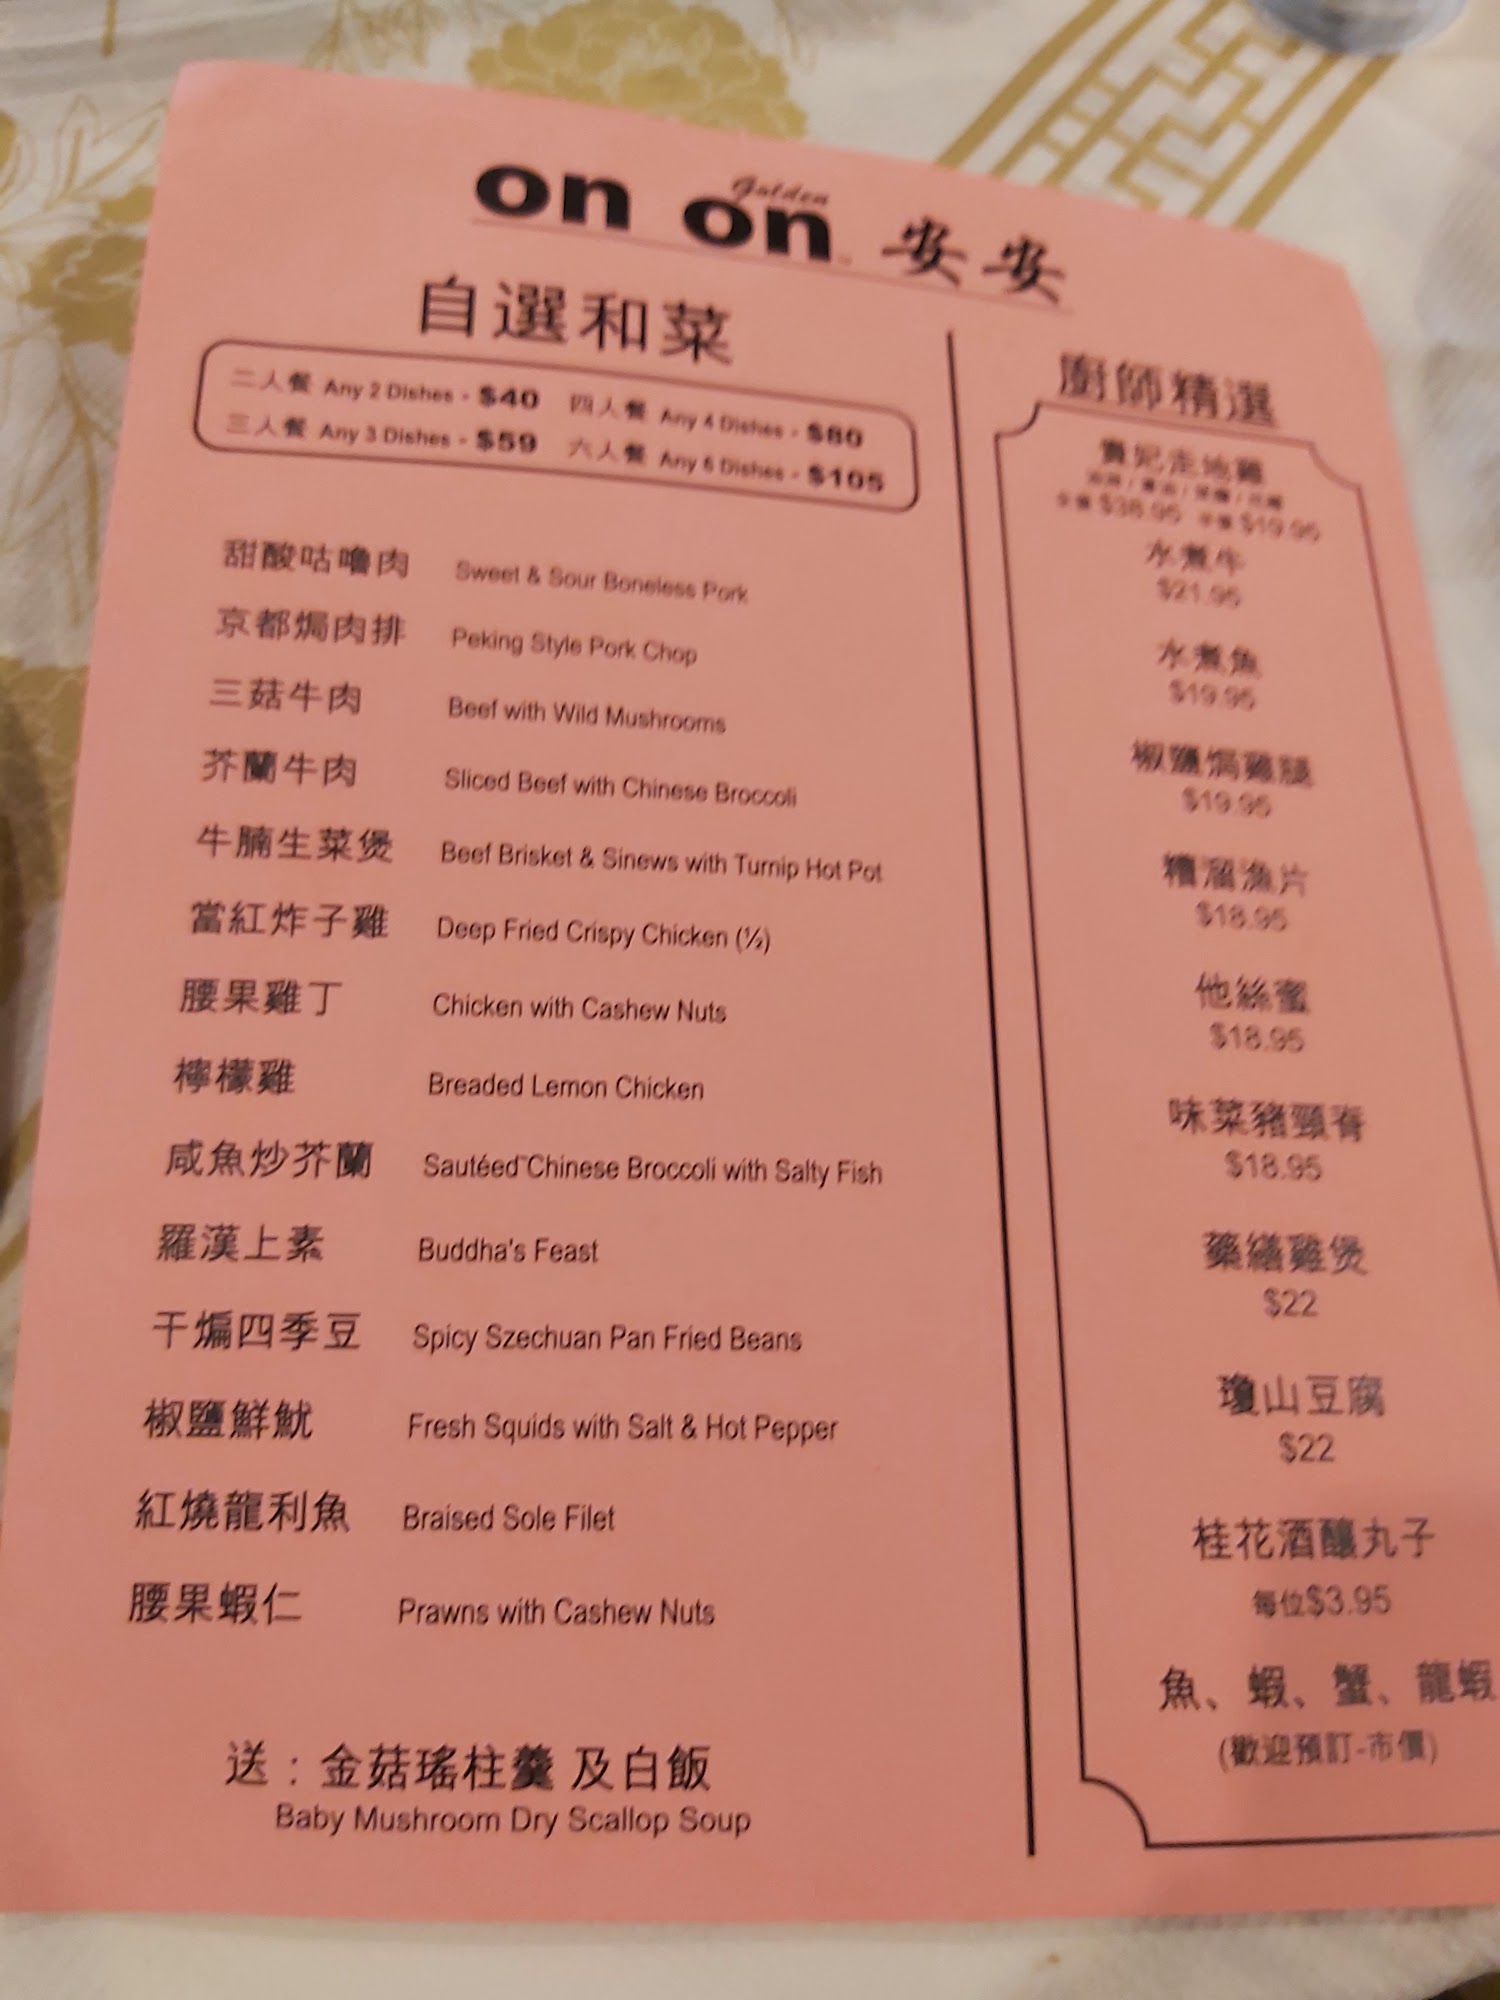 on on Golden 安安
自選和菜
二人餐 Any 2 Dishes - $40 四人餐 Any 4 Dishes - $80
三人餐 Any 3 Dishes - $59 六人餐 Any 6 Dishes - $105
甜酸咕嚕肉 Sweet & Sour Boneless Pork
京都焗肉排 Peking Style Pork Chop
三菇牛肉 Beef with Wild Mushrooms
芥蘭牛肉 Sliced Beef with Chinese Broccoli
牛腩生菜煲 Beef Brisket & Sinews with Turnip Hot Pot
當紅炸子雞 Deep Fried Crispy Chicken (½)
腰果雞丁 Chicken with Cashew Nuts
檸檬雞 Breaded Lemon Chicken
咸魚炒芥蘭 Sautéed Chinese Broccoli with Salty Fish
羅漢上素 Buddha's Feast
干煸四季豆 Spicy Szechuan Pan Fried Beans
椒鹽鮮魷 Fresh Squids with Salt & Hot Pepper
紅燒龍利魚 Braised Sole Filet
腰果蝦仁 Prawns with Cashew Nuts
送：金菇瑤柱羹 及白飯
Baby Mushroom Dry Scallop Soup
廚師精選
貴妃走地雞
$38.95 $19.95
水煮牛
$21.95
水煮魚
$19.95
椒鹽焗雞腿
$19.95
糟溜漁片
$18.95
他絲蜜
$18.95
味菜豬頸脊
$18.95
藥繕雞煲
$22
瓊山豆腐
$22
桂花酒釀丸子
每位$3.95
魚、蝦、蟹、龍蝦
(歡迎預訂-市價)